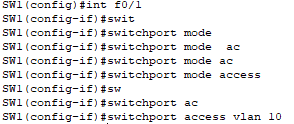 SW1(config)#int f0/1
SW1(config-if)#swit
SW1(config-if)#switchport mode
SW1(config-if)#switchport mode  ac
SW1(config-if)#switchport mode ac
SW1(config-if)#switchport mode access
SW1(config-if)#sw
SW1(config-if)#switchport ac
SW1(config-if)#switchport access vlan 10